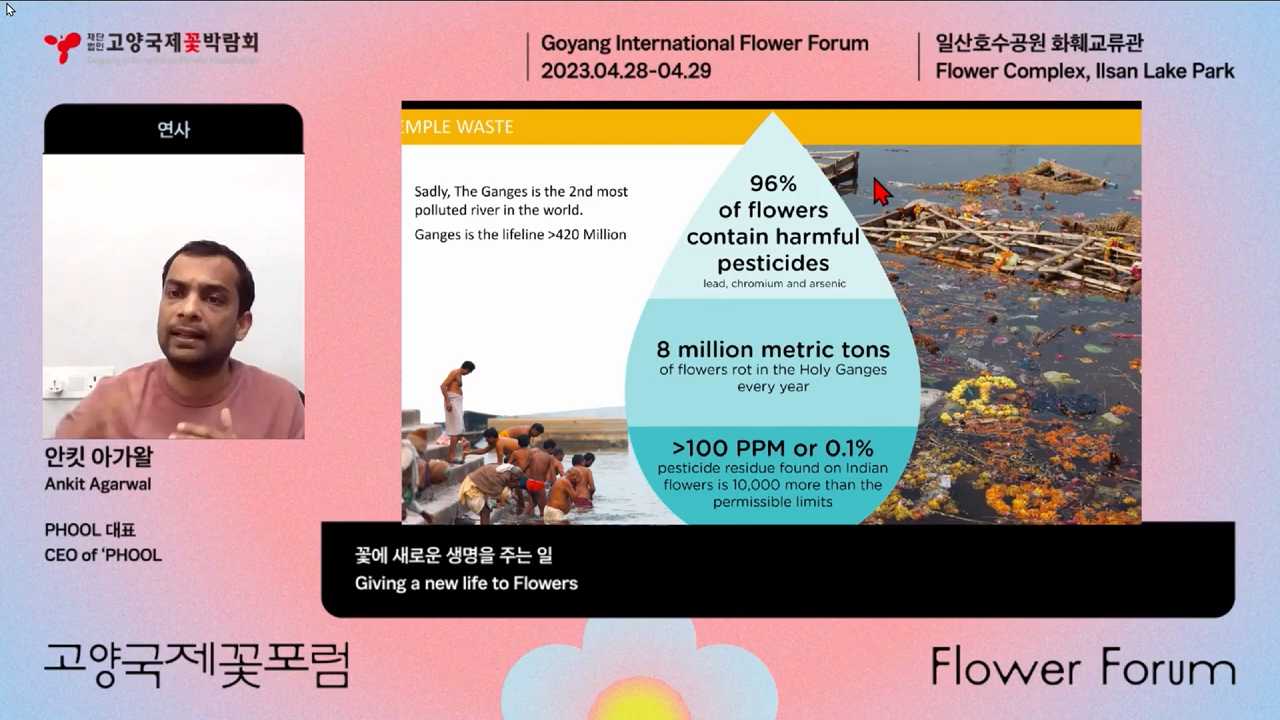 재단
법인 고양국제꽃박람회
Goyang International Flower Foundation
Goyang International Flower Forum
2023.04.28-04.29
일산호수공원 화훼교류관
Flower Complex, Ilsan Lake Park
연사
안킷 아가왈
Ankit Agarwal
PHOOL 대표
CEO of ‘PHOOL
EMPLE WASTE
Sadly, The Ganges is the 2nd most
polluted river in the world.
Ganges is the lifeline >420 Million
96%
of flowers
contain harmful
pesticides
lead, chromium and arsenic
8 million metric tons
of flowers rot in the Holy Ganges
every year
>100 PPM or 0.1%
pesticide residue found on Indian
flowers is 10,000 more than the
permissible limits
꽃에 새로운 생명을 주는 일
Giving a new life to Flowers
고양국제꽃포럼
Flower Forum